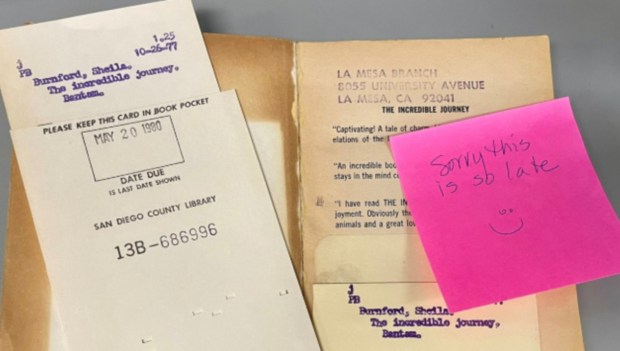 j 1.25
PB 10-26-77
Burnford, Sheila.
The incredible journey.
Bantam.
PLEASE KEEP THIS CARD IN BOOK POCKET
MAY 20 1980
DATE DUE
IS LAST DATE SHOWN
SAN DIEGO COUNTY LIBRARY
13B-686996
LA MESA BRANCH
8055 UNIVERSITY AVENUE
LA MESA, CA 92041
THE INCREDIBLE JOURNEY
"Captivating! A tale of
elations of the
"An incredible
stays in the mind
"I have read THE
joyment. Obviously the
animals and a great
Sorry this
is so late
j
PB
Burnford, Sheila
The incredible journey.
Bantam.